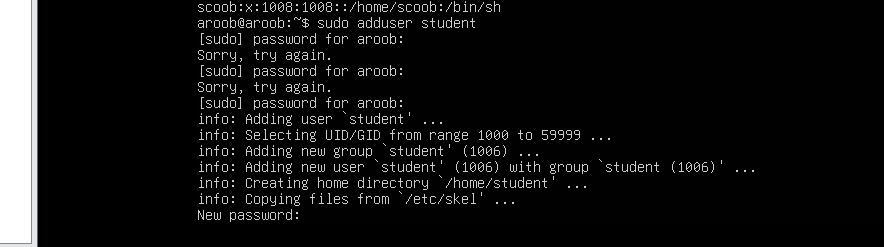 scoob:x:1008:1008::/home/scoob:/bin/sh
aroob@aroob:~$ sudo adduser student
[sudo] password for aroob:
Sorry, try again.
[sudo] password for aroob:
Sorry, try again.
[sudo] password for aroob:
info: Adding user `student' ...
info: Selecting UID/GID from range 1000 to 59999 ...
info: Adding new group `student' (1006) ...
info: Adding new user `student' (1006) with group `student (1006)' ...
info: Creating home directory `/home/student' ...
info: Copying files from `/etc/skel' ...
New password: